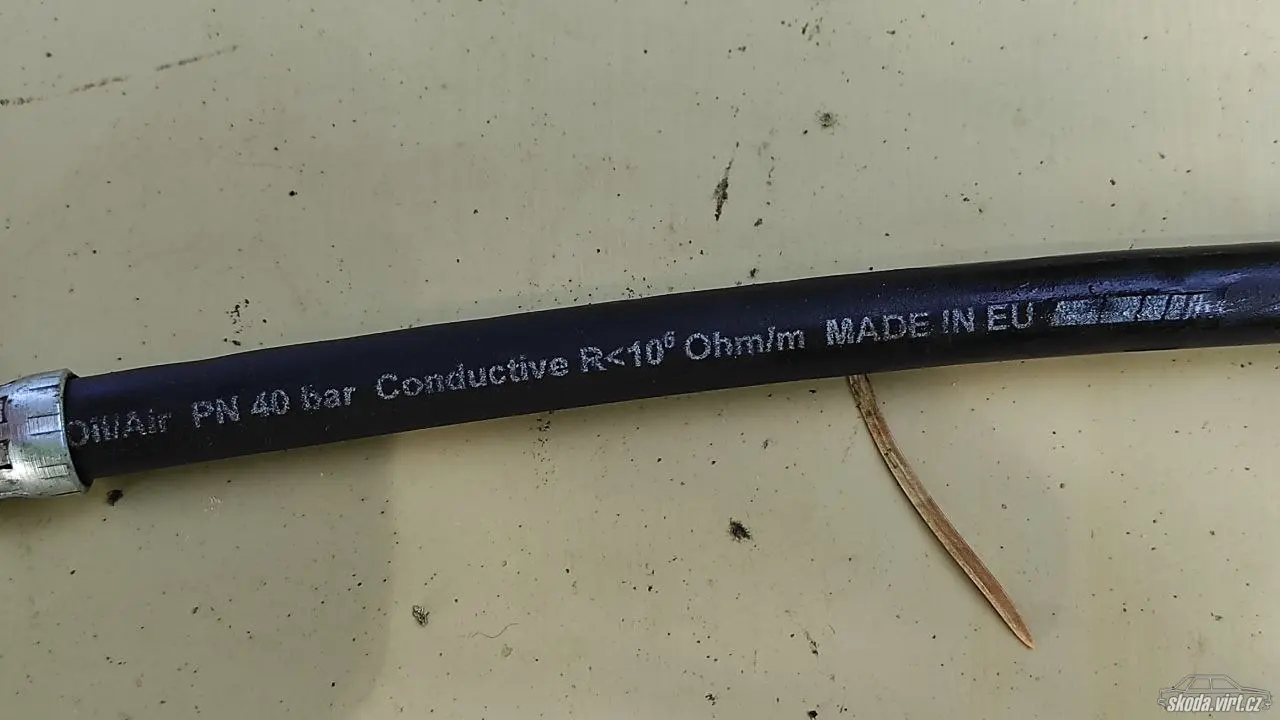 Oil/Air PN 40 bar Conductive R<10⁶ Ohm/m MADE IN EU
skoda.virt.cz